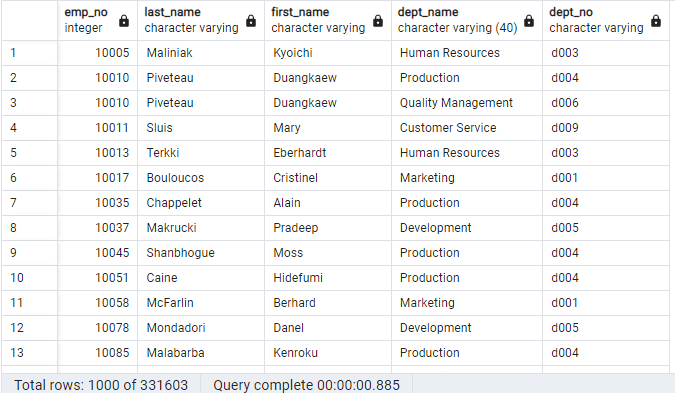 emp_no last_name first_name dept_name dept_no
integer character varying character varying character varying (40) character varying
1 10005 Maliniak Kyoichi Human Resources d003
2 10010 Piveteau Duangkaew Production d004
3 10010 Piveteau Duangkaew Quality Management d006
4 10011 Sluis Mary Customer Service d009
5 10013 Terkki Eberhardt Human Resources d003
6 10017 Bouloucos Cristinel Marketing d001
7 10035 Chappelet Alain Production d004
8 10037 Makrucki Pradeep Development d005
9 10045 Shanbhogue Moss Production d004
10 10051 Caine Hidefumi Production d004
11 10058 McFarlin Berhard Marketing d001
12 10078 Mondadori Danel Development d005
13 10085 Malabarba Kenroku Production d004
Total rows: 1000 of 331603 Query complete 00:00:00.885